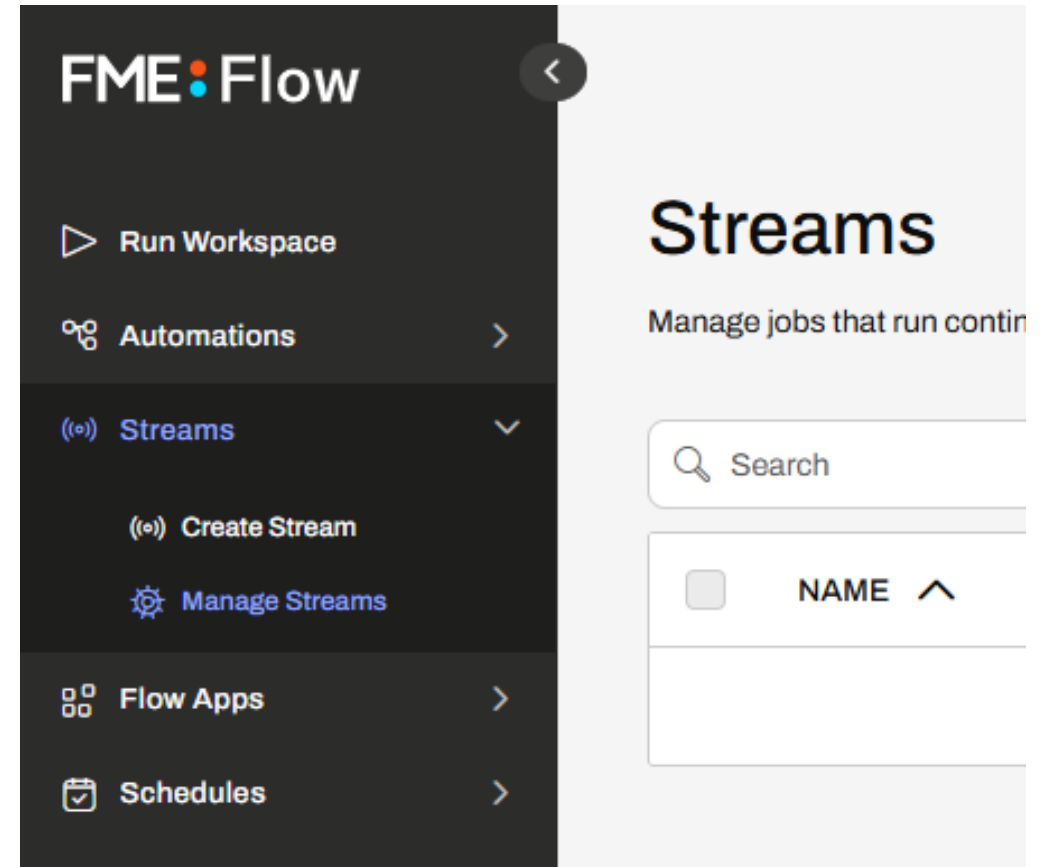 FME Flow
Run Workspace
Automations
Streams
Create Stream
Manage Streams
Flow Apps
Schedules
Streams
Manage jobs that run contin
Search
NAME